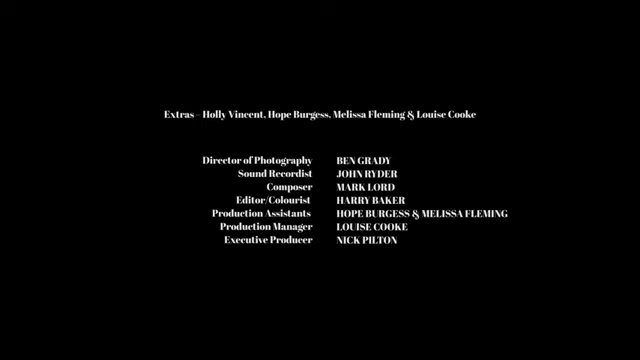 Extras – Holly Vincent, Hope Burgess, Melissa Fleming & Louise Cooke
Director of Photography BEN GRADY
Sound Recordist JOHN RYDER
Composer MARK LORD
Editor/Colourist HARRY BAKER
Production Assistants HOPE BURGESS & MELISSA FLEMING
Production Manager LOUISE COOKE
Executive Producer NICK PILTON